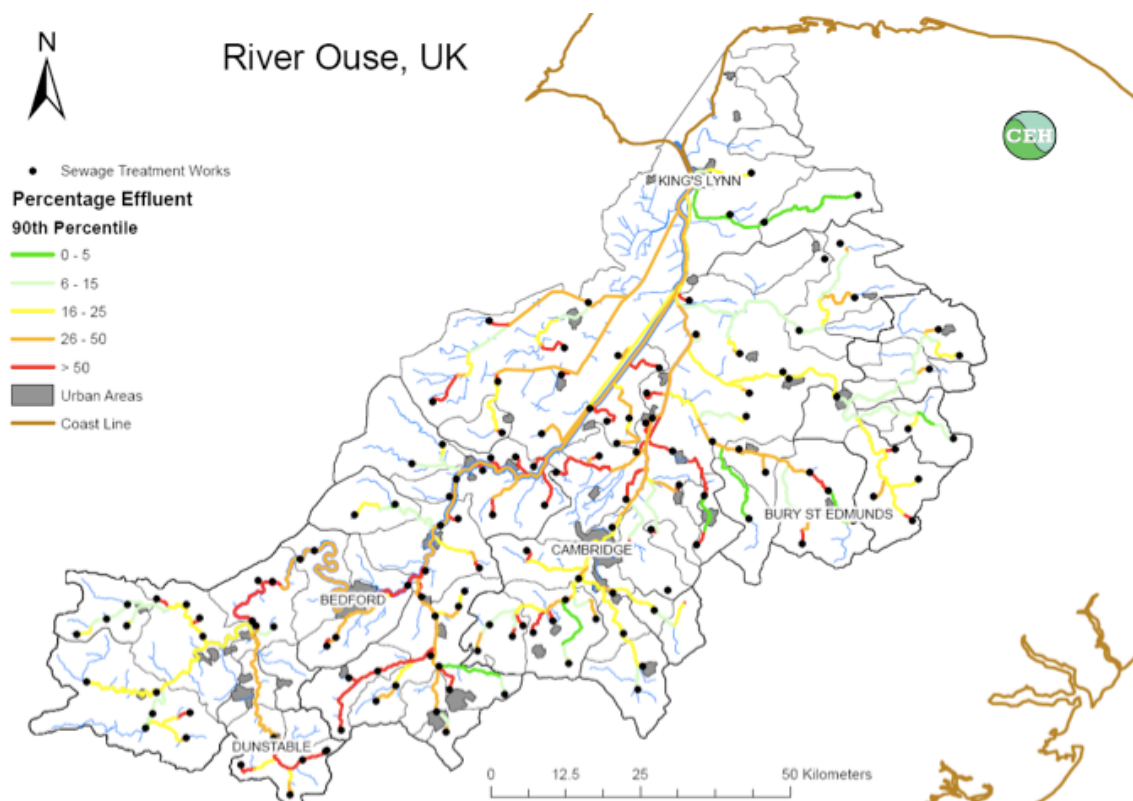 N
River Ouse, UK
CEH
Sewage Treatment Works
Percentage Effluent
90th Percentile
0 - 5
6 - 15
16 - 25
26 - 50
> 50
Urban Areas
Coast Line
KING'S LYNN
BURY ST EDMUNDS
CAMBRIDGE
BEDFORD
DUNSTABLE
0 12.5 25 50 Kilometers